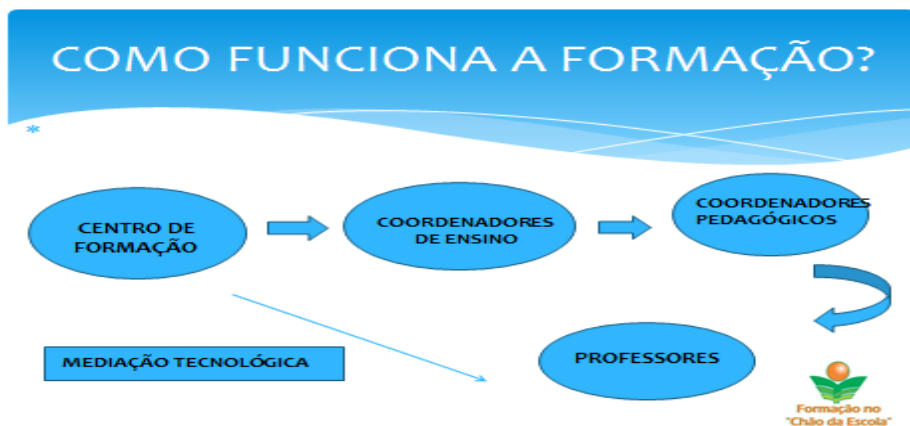 COMO FUNCIONA A FORMAÇÃO?
*
CENTRO DE
FORMAÇÃO
COORDENADORES
DE ENSINO
COORDENADORES
PEDAGÓGICOS
MEDIAÇÃO TECNOLÓGICA
PROFESSORES
Formação no
"Chão da Escola"